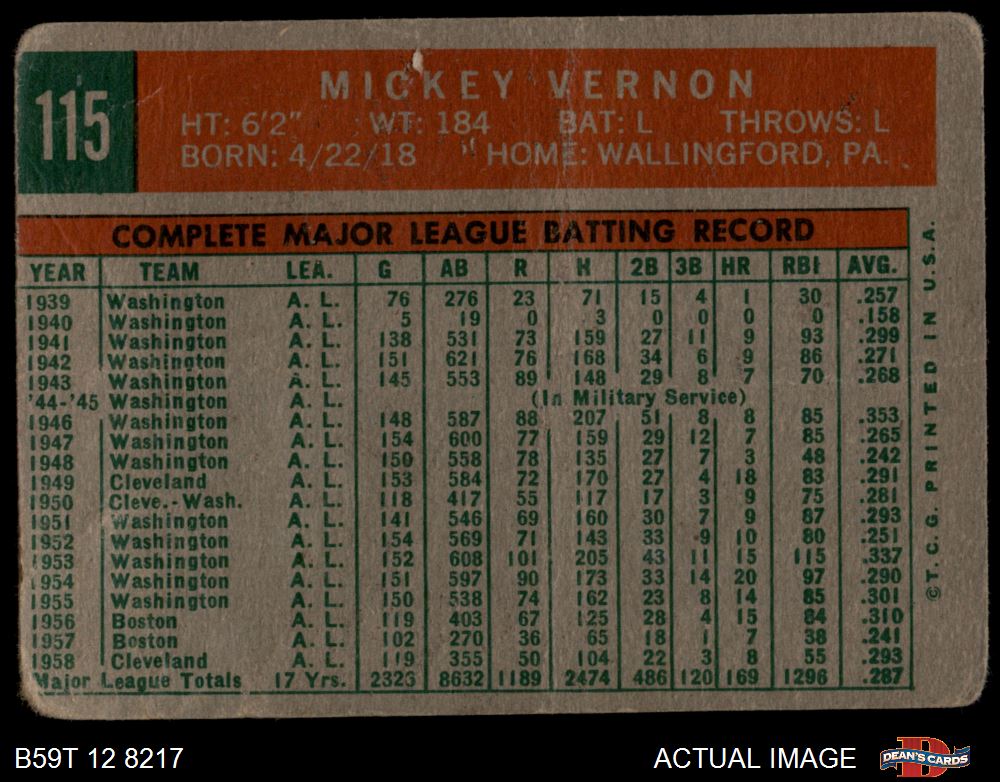 115
MICKEY VERNON
HT: 6'2" WT: 184 BAT: L THROWS: L
BORN: 4/22/18 HOME: WALLINGFORD, PA.
COMPLETE MAJOR LEAGUE BATTING RECORD
YEAR TEAM LEA. G AB R H 2B 3B HR RBI AVG.
1939 Washington A. L. 76 276 23 71 15 4 1 30 .257
1940 Washington A. L. 5 19 0 3 0 0 0 0 .158
1941 Washington A. L. 138 531 73 159 27 11 9 93 .299
1942 Washington A. L. 151 621 76 168 34 6 9 86 .271
1943 Washington A. L. 145 553 89 148 29 8 7 70 .268
'44-'45 Washington A. L. (In Military Service)
1946 Washington A. L. 148 587 88 207 51 8 8 85 .353
1947 Washington A. L. 154 600 77 159 29 12 7 85 .265
1948 Washington A. L. 150 558 78 135 27 7 3 48 .242
1949 Cleveland A. L. 153 584 72 170 27 4 18 83 .291
1950 Cleve.-Wash. A. L. 118 417 55 117 17 3 9 75 .281
1951 Washington A. L. 141 546 69 160 30 7 9 87 .293
1952 Washington A. L. 154 569 71 143 33 9 10 80 .251
1953 Washington A. L. 152 608 101 205 43 11 15 115 .337
1954 Washington A. L. 151 597 90 173 33 14 20 97 .290
1955 Washington A. L. 150 538 74 162 23 8 14 85 .301
1956 Boston A. L. 119 403 67 125 28 4 15 84 .310
1957 Boston A. L. 102 270 36 65 18 1 7 38 .241
1958 Cleveland A. L. 119 355 50 104 22 3 8 55 .293
Major League Totals 17 Yrs. 2323 8632 1189 2474 486 120 169 1296 .287
©T. C. G. PRINTED IN U.S.A.
B59T 12 8217 ACTUAL IMAGE
DEAN'S CARDS